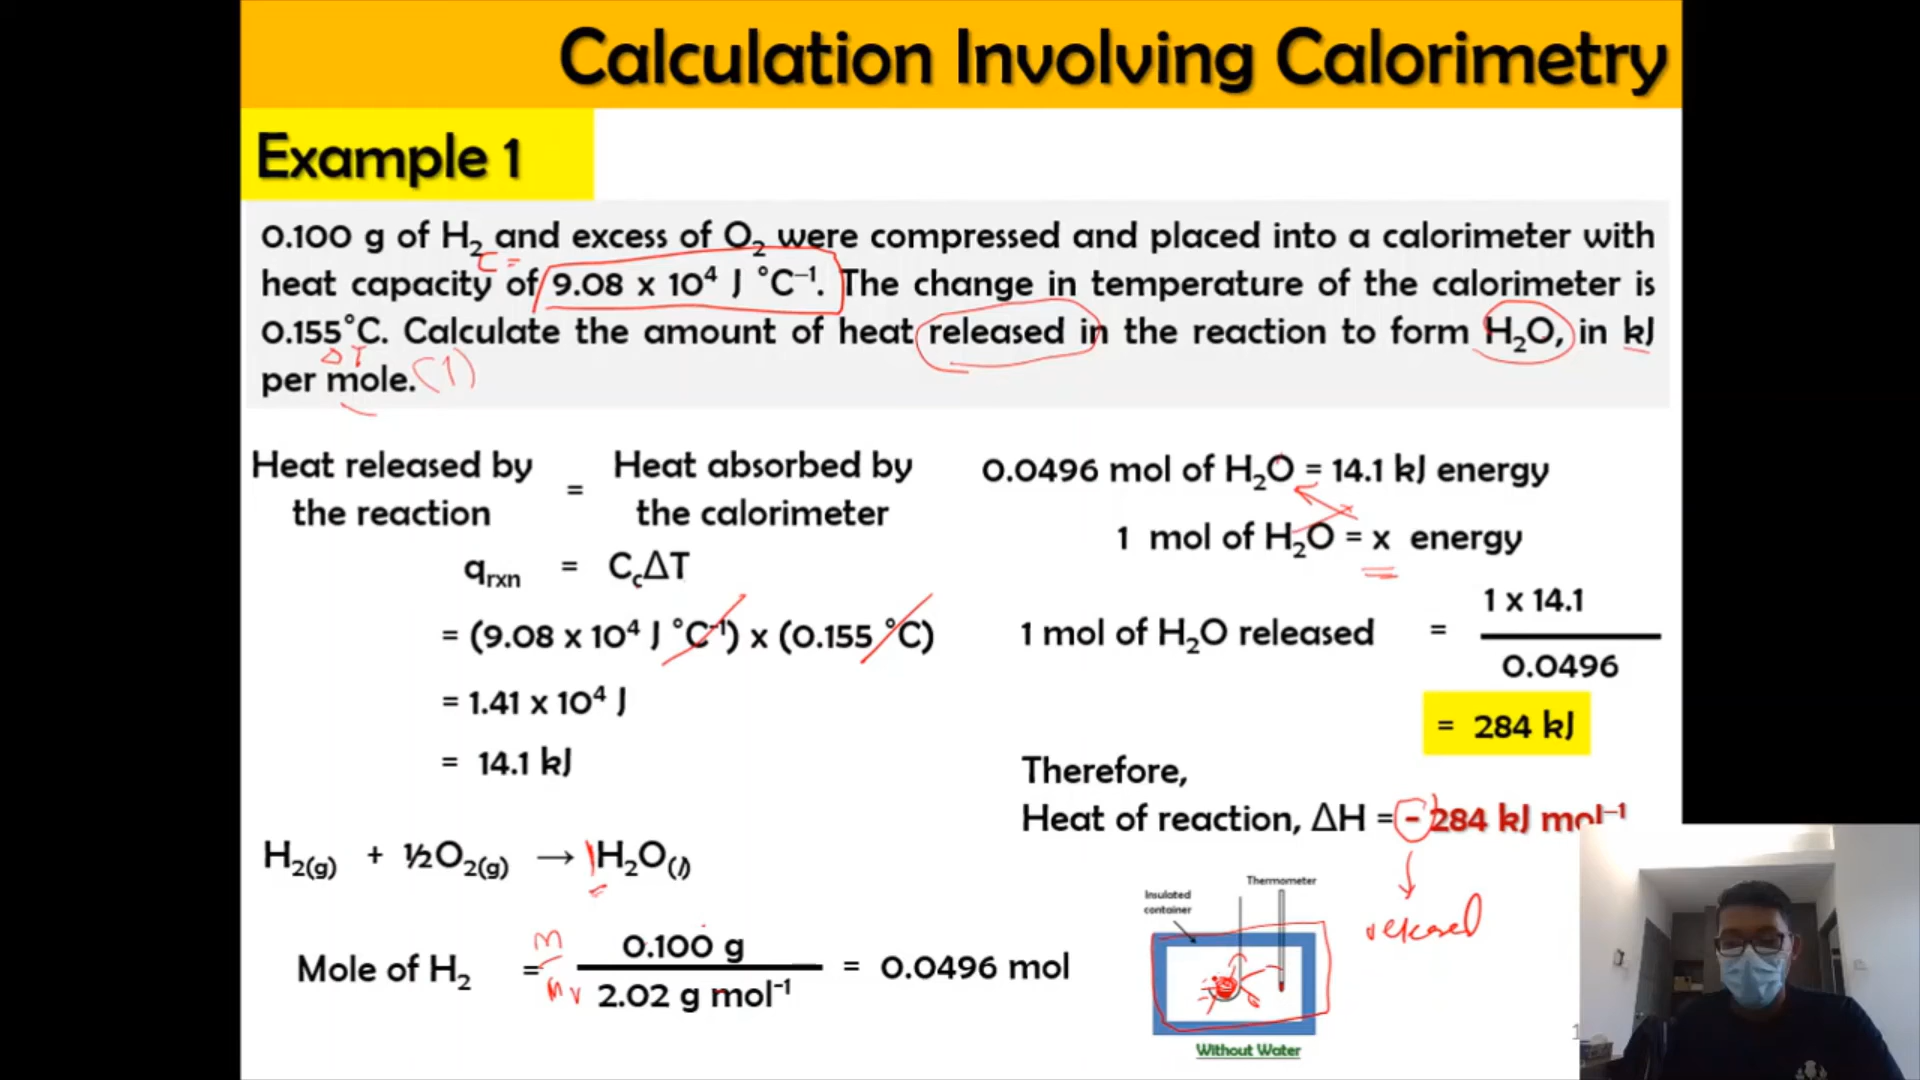 Calculation Involving Calorimetry
Example 1
0.100 g of H₂ and excess of O₂ were compressed and placed into a calorimeter with
C =
heat capacity of 9.08 x 10⁴ J °C⁻¹. The change in temperature of the calorimeter is
0.155°C. Calculate the amount of heat released in the reaction to form H₂O, in kJ
ΔT
per mole. (1)
Heat released by
the reaction
=
Heat absorbed by
the calorimeter
qrxn = CcΔT
= (9.08 x 10⁴ J °C⁻¹) x (0.155 °C)
= 1.41 x 10⁴ J
= 14.1 kJ
H₂(g) + ½O₂(g) → 1H₂O(l)
Mole of H₂ =
m
0.100 g
2.02 g mol⁻¹
= 0.0496 mol
0.0496 mol of H₂O = 14.1 kJ energy
1 mol of H₂O = x energy
1 mol of H₂O released =
1 x 14.1
0.0496
= 284 kJ
Therefore,
Heat of reaction, ΔH = - 284 kJ mol⁻¹
released
Thermometer
Insulated
container
Without Water